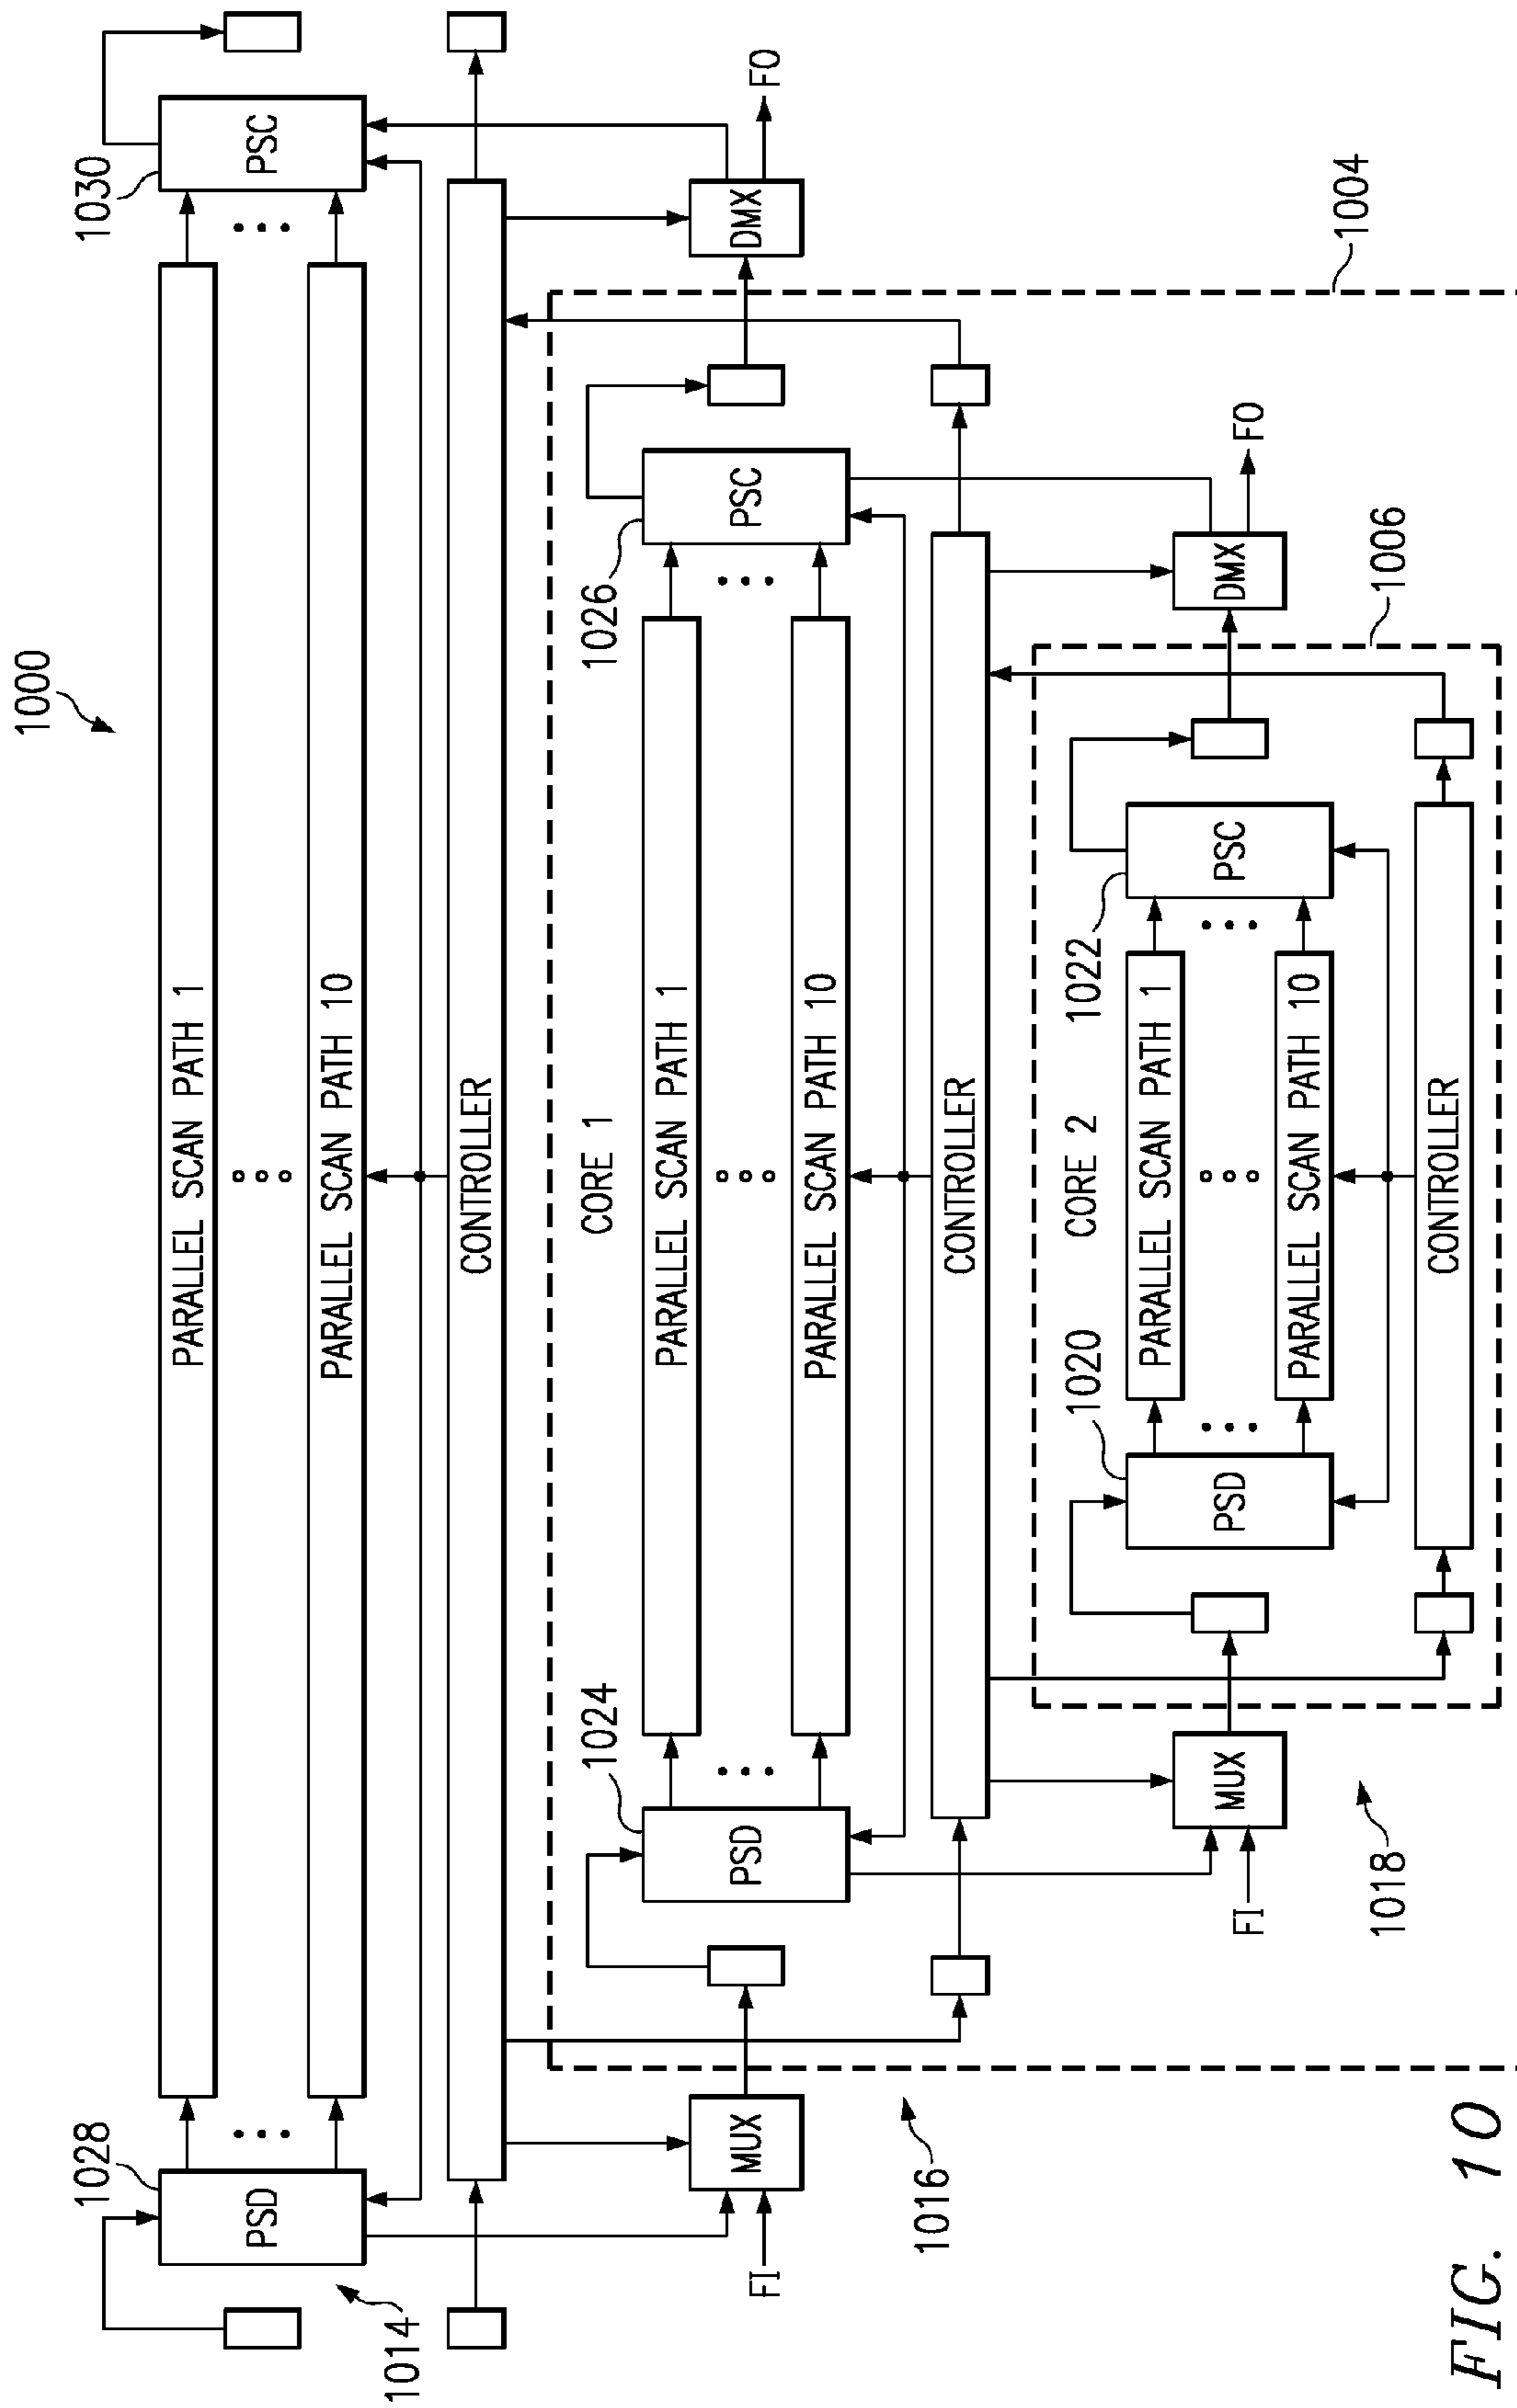 1000
1028
PSD
PARALLEL SCAN PATH 1
PSC
1030
PARALLEL SCAN PATH 10
1014
CONTROLLER
FI
MUX
DMX
FO
1016
CORE 1
1024
PSD
PARALLEL SCAN PATH 1
1026
PSC
PARALLEL SCAN PATH 10
CONTROLLER
1004
FI
MUX
DMX
FO
1018
1020
CORE 2
1022
PSD
PARALLEL SCAN PATH 1
PSC
PARALLEL SCAN PATH 10
CONTROLLER
1006
FIG. 10